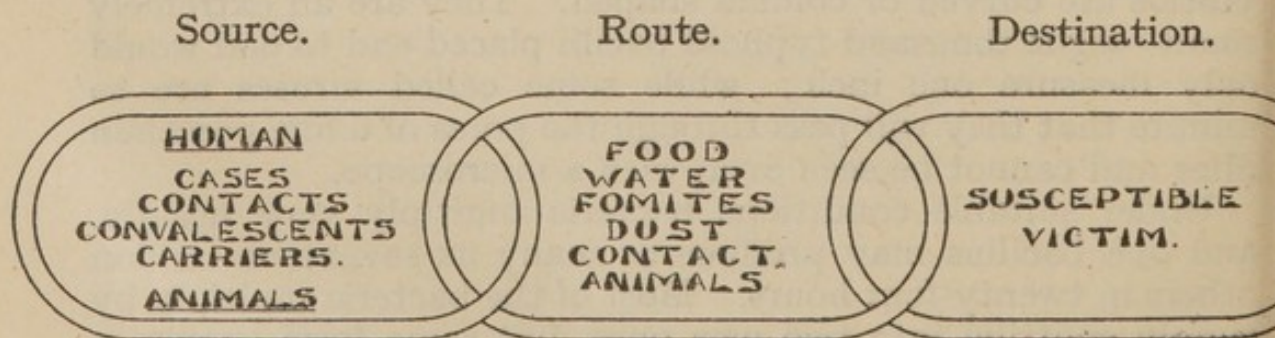 Source. Route. Destination.
HUMAN
CASES
CONTACTS
CONVALESCENTS
CARRIERS.
ANIMALS
FOOD
WATER
FOMITES
DUST
CONTACT.
ANIMALS
SUSCEPTIBLE
VICTIM.